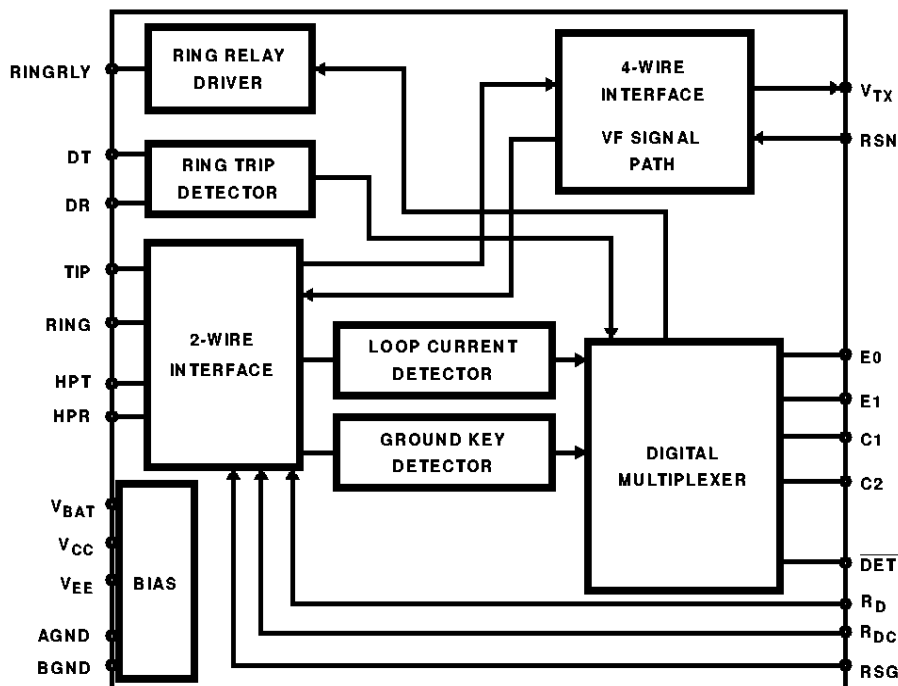 RINGRLY
DT
DR
TIP
RING
HPT
HPR
VBAT
VCC
VEE
AGND
BGND
RING RELAY
DRIVER
RING TRIP
DETECTOR
2-WIRE
INTERFACE
BIAS
LOOP CURRENT
DETECTOR
GROUND KEY
DETECTOR
4-WIRE
INTERFACE
VF SIGNAL
PATH
DIGITAL
MULTIPLEXER
VTX
RSN
E0
E1
C1
C2
DET
RD
RDC
RSG